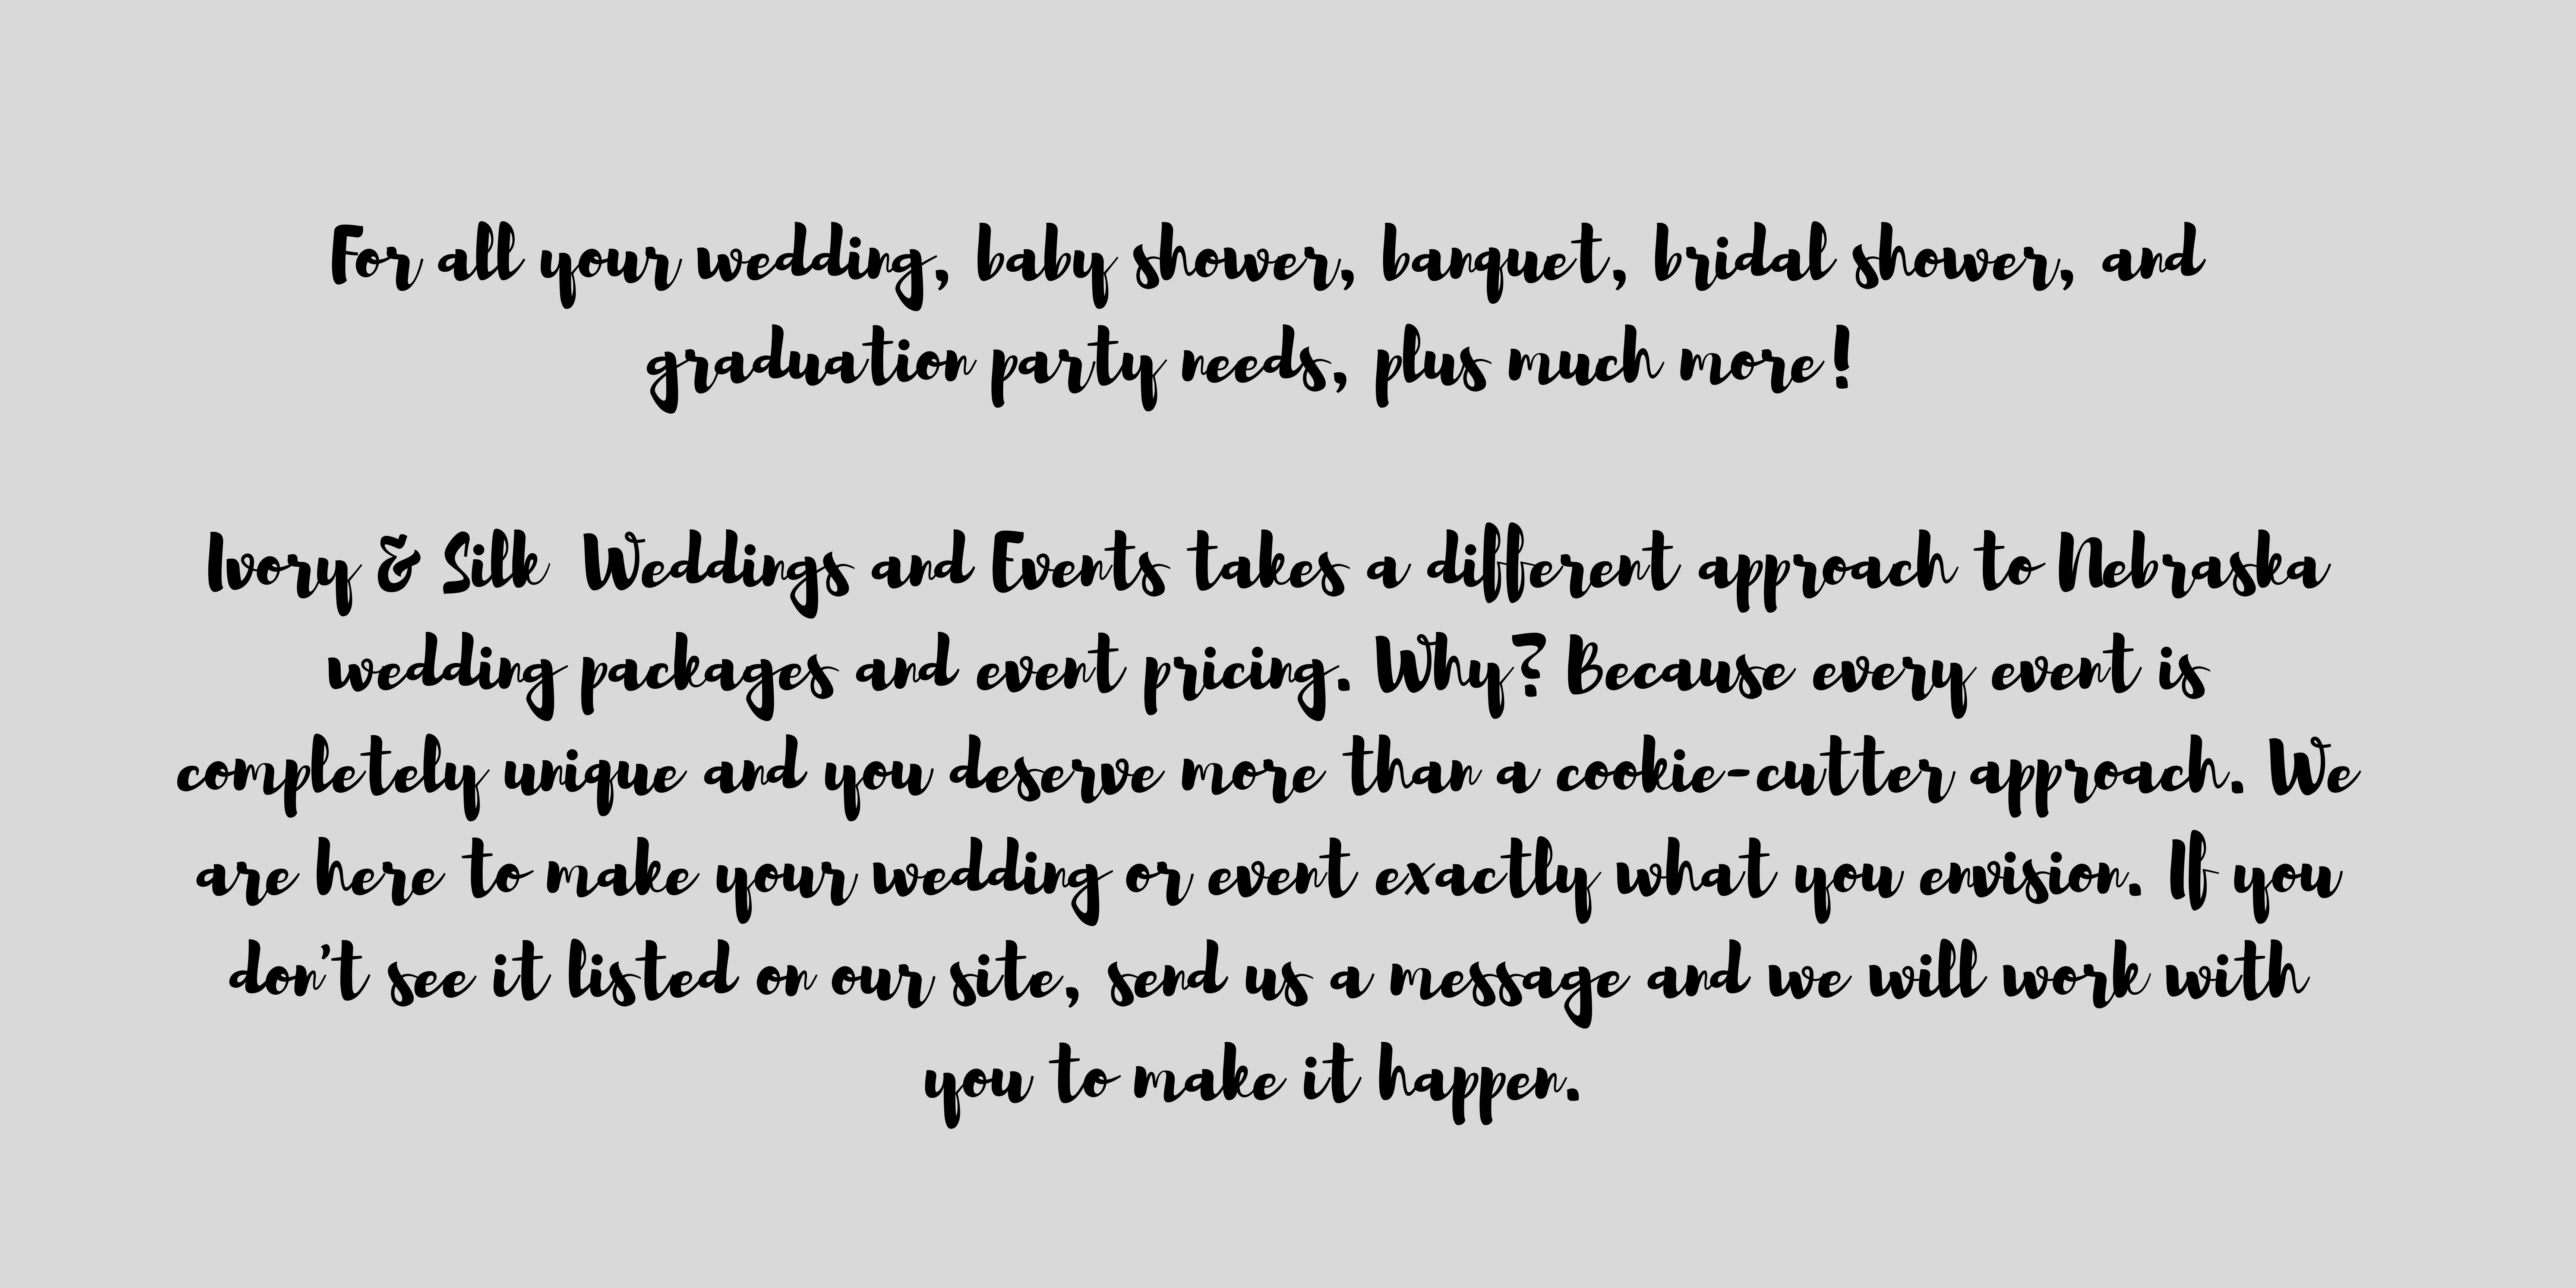 For all your wedding, baby shower, banquet, bridal shower, and
graduation party needs, plus much more!
Ivory & Silk Weddings and Events takes a different approach to Nebraska
wedding packages and event pricing. Why? Because every event is
completely unique and you deserve more than a cookie-cutter approach. We
are here to make your wedding or event exactly what you envision. If you
don't see it listed on our site, send us a message and we will work with
you to make it happen.